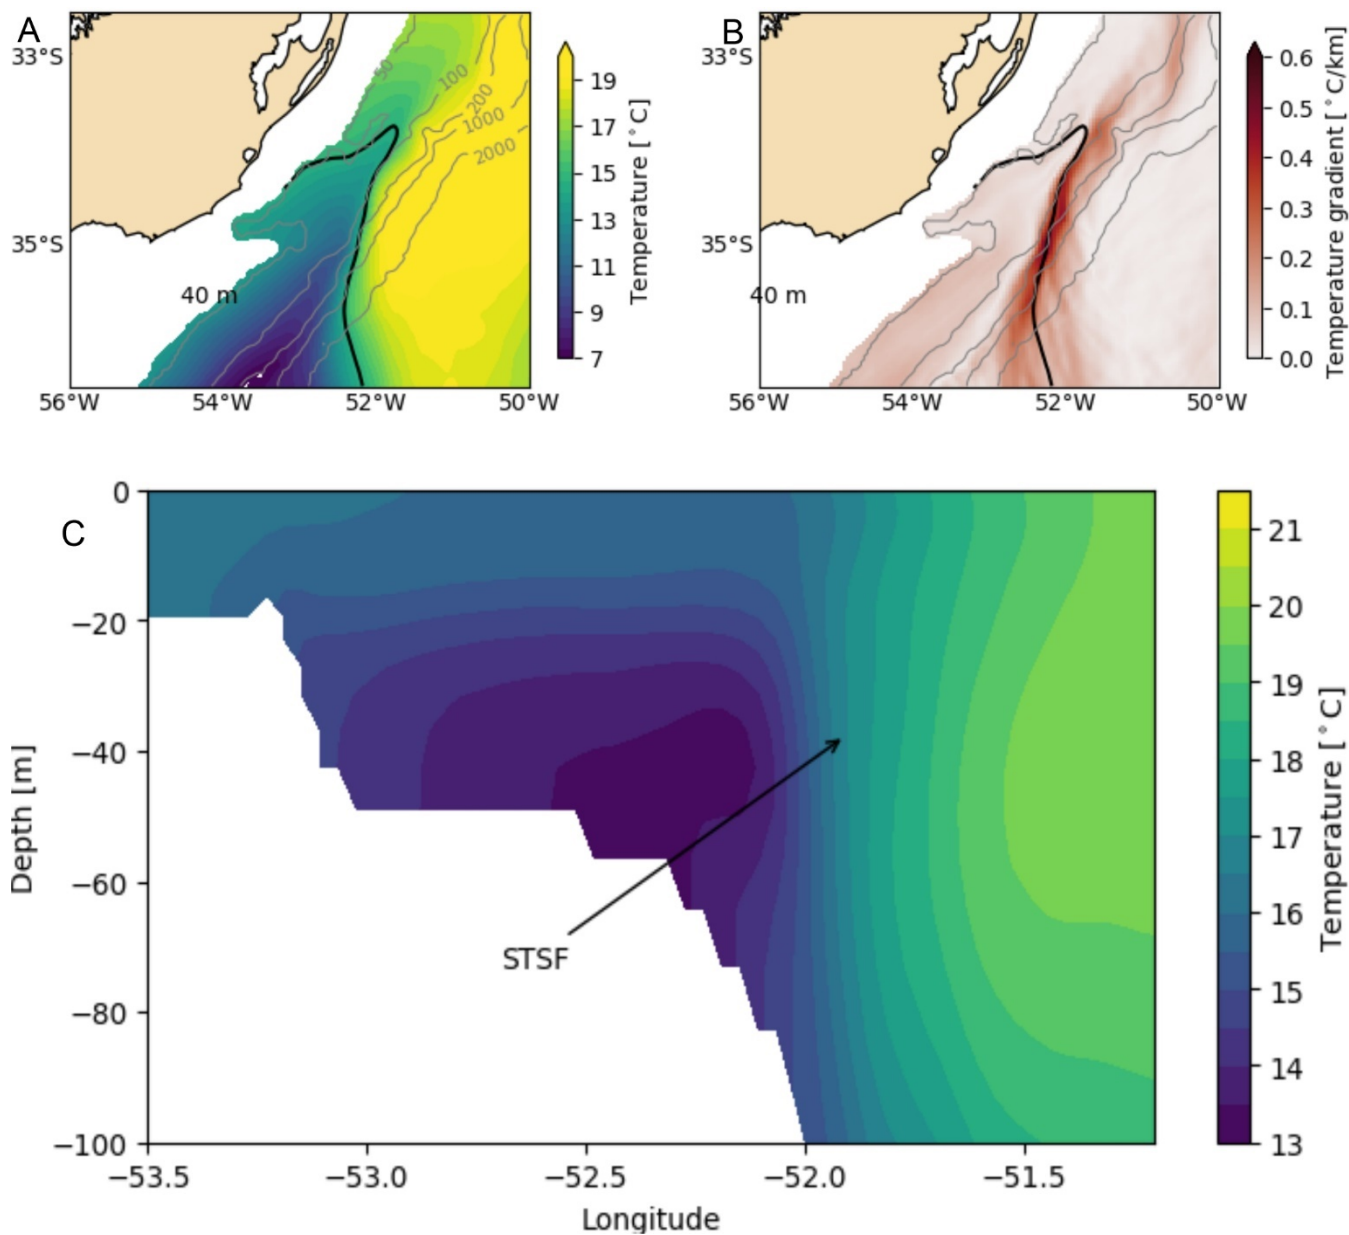 A
33°S
35°S
50
100
200
1000
2000
40 m
56°W
54°W
52°W
50°W
19
17
15
13
11
9
7
Temperature [°C]
B
33°S
35°S
40 m
56°W
54°W
52°W
50°W
0.6
0.5
0.4
0.3
0.2
0.1
0.0
Temperature gradient [°C/km]
C
0
−20
−40
−60
−80
−100
Depth [m]
STSF
−53.5
−53.0
−52.5
−52.0
−51.5
Longitude
21
20
19
18
17
16
15
14
13
Temperature [°C]